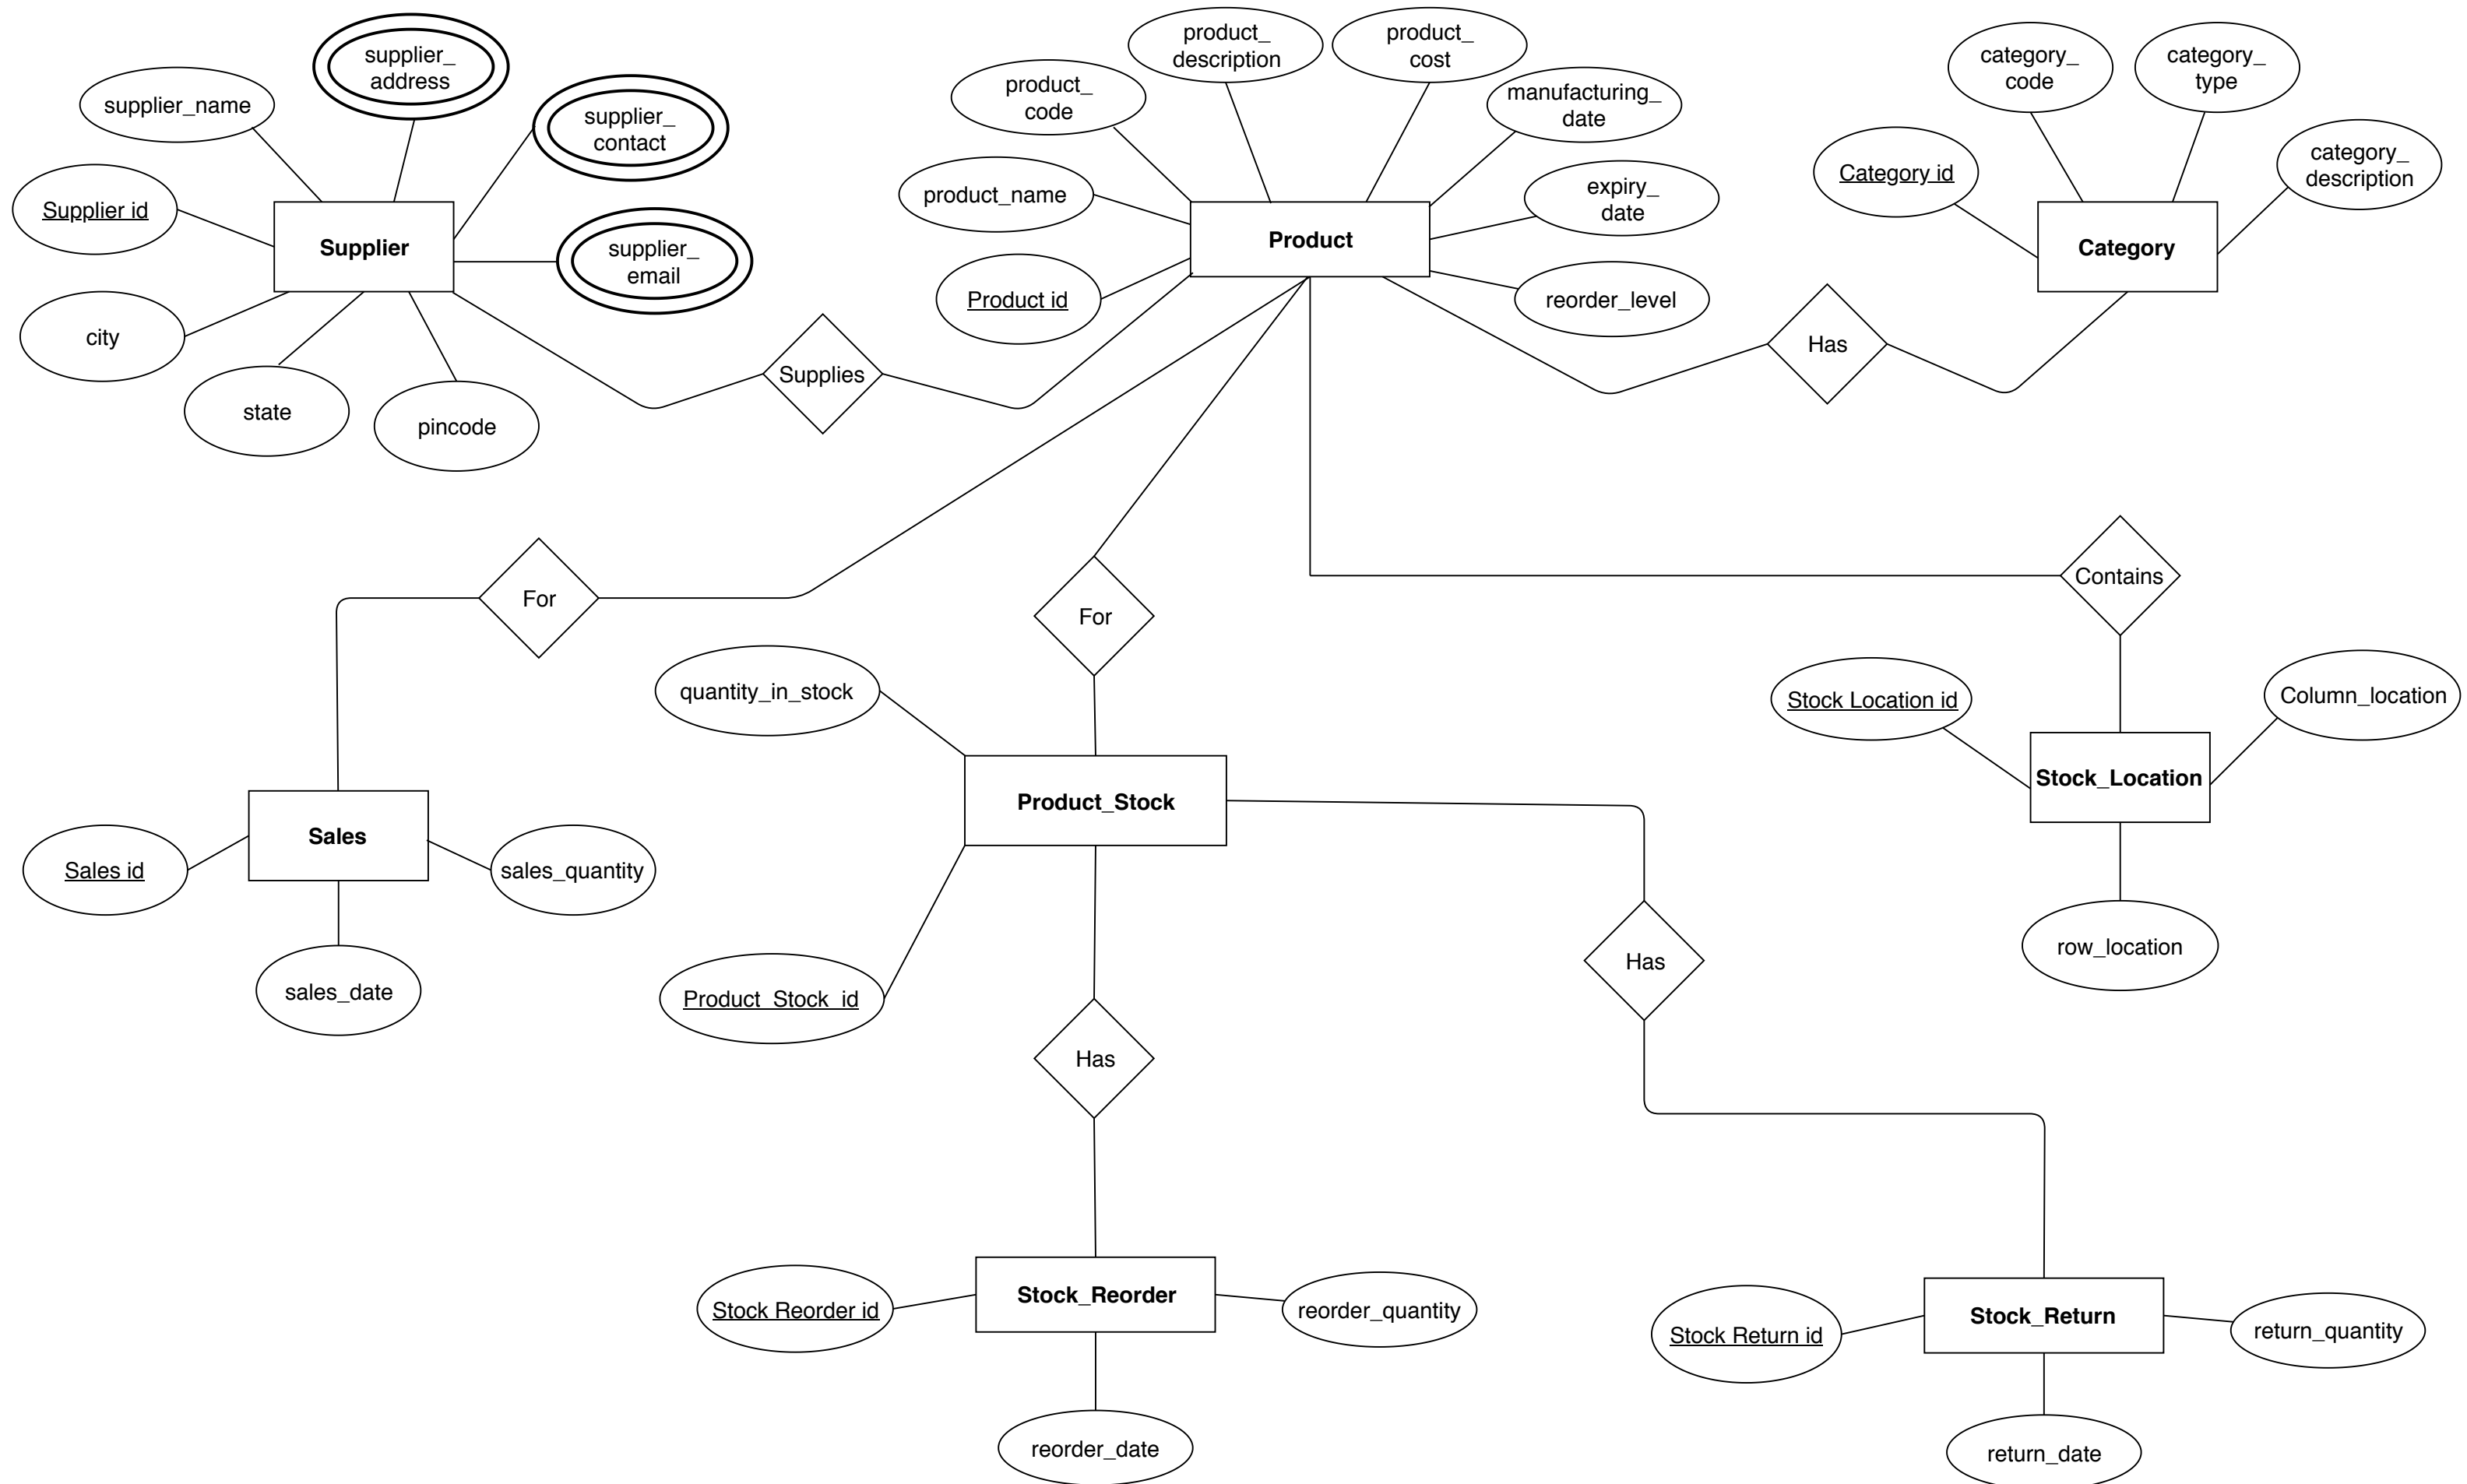 supplier_
address
supplier_name
supplier_
contact
Supplier id
Supplier
supplier_
email
city
state
pincode
Supplies
product_
description
product_
cost
product_
code
manufacturing_
date
product_name
expiry_
date
Product
Product id
reorder_level
category_
code
category_
type
Category id
category_
description
Category
Has
For
For
Contains
quantity_in_stock
Stock Location id
Column_location
Product_Stock
Stock_Location
Sales
Sales id
sales_quantity
sales_date
Product_Stock_id
row_location
Has
Has
Stock Reorder id
Stock_Reorder
reorder_quantity
reorder_date
Stock Return id
Stock_Return
return_quantity
return_date